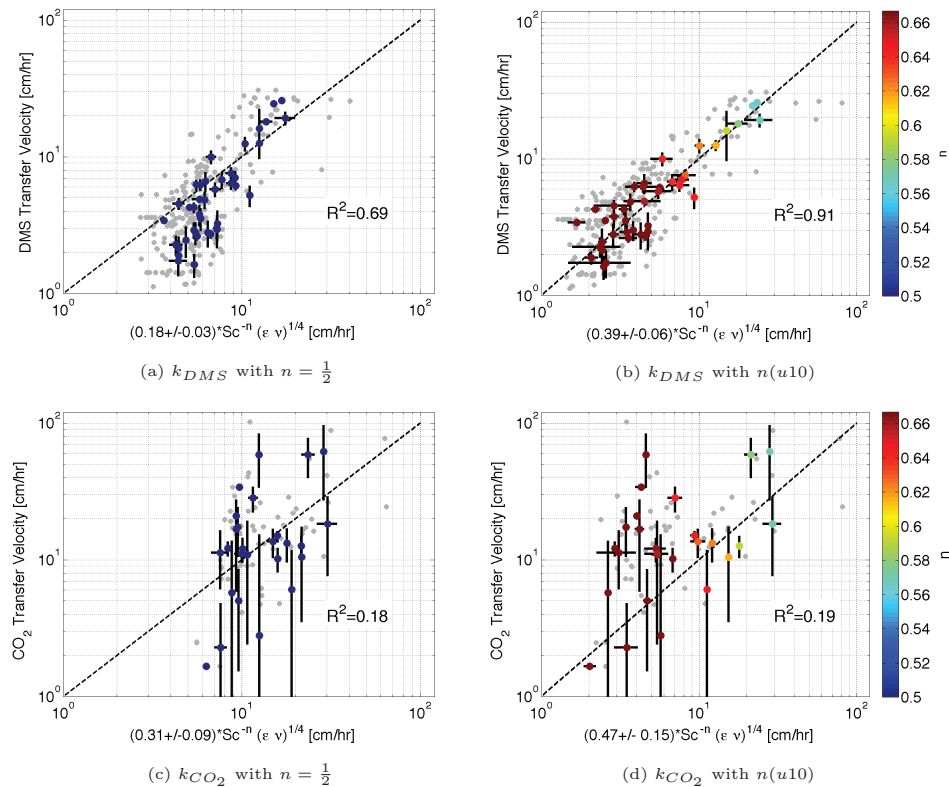 DMS Transfer Velocity [cm/hr]
10²
10¹
10⁰
R²=0.69
10⁰ 10¹ 10²
(0.18+/-0.03)*Sc⁻ⁿ (ε ν)^1/4 [cm/hr]
(a) k_DMS with n = 1/2
DMS Transfer Velocity [cm/hr]
10²
10¹
10⁰
R²=0.91
10⁰ 10¹ 10²
(0.39+/-0.06)*Sc⁻ⁿ (ε ν)^1/4 [cm/hr]
0.66
0.64
0.62
0.6
0.58
0.56
0.54
0.52
0.5
n
(b) k_DMS with n(u10)
CO₂ Transfer Velocity [cm/hr]
10²
10¹
10⁰
R²=0.18
10⁰ 10¹ 10²
(0.31+/-0.09)*Sc⁻ⁿ (ε ν)^1/4 [cm/hr]
(c) k_CO₂ with n = 1/2
CO₂ Transfer Velocity [cm/hr]
10²
10¹
10⁰
R²=0.19
10⁰ 10¹ 10²
(0.47+/- 0.15)*Sc⁻ⁿ (ε ν)^1/4 [cm/hr]
0.66
0.64
0.62
0.6
0.58
0.56
0.54
0.52
0.5
n
(d) k_CO₂ with n(u10)